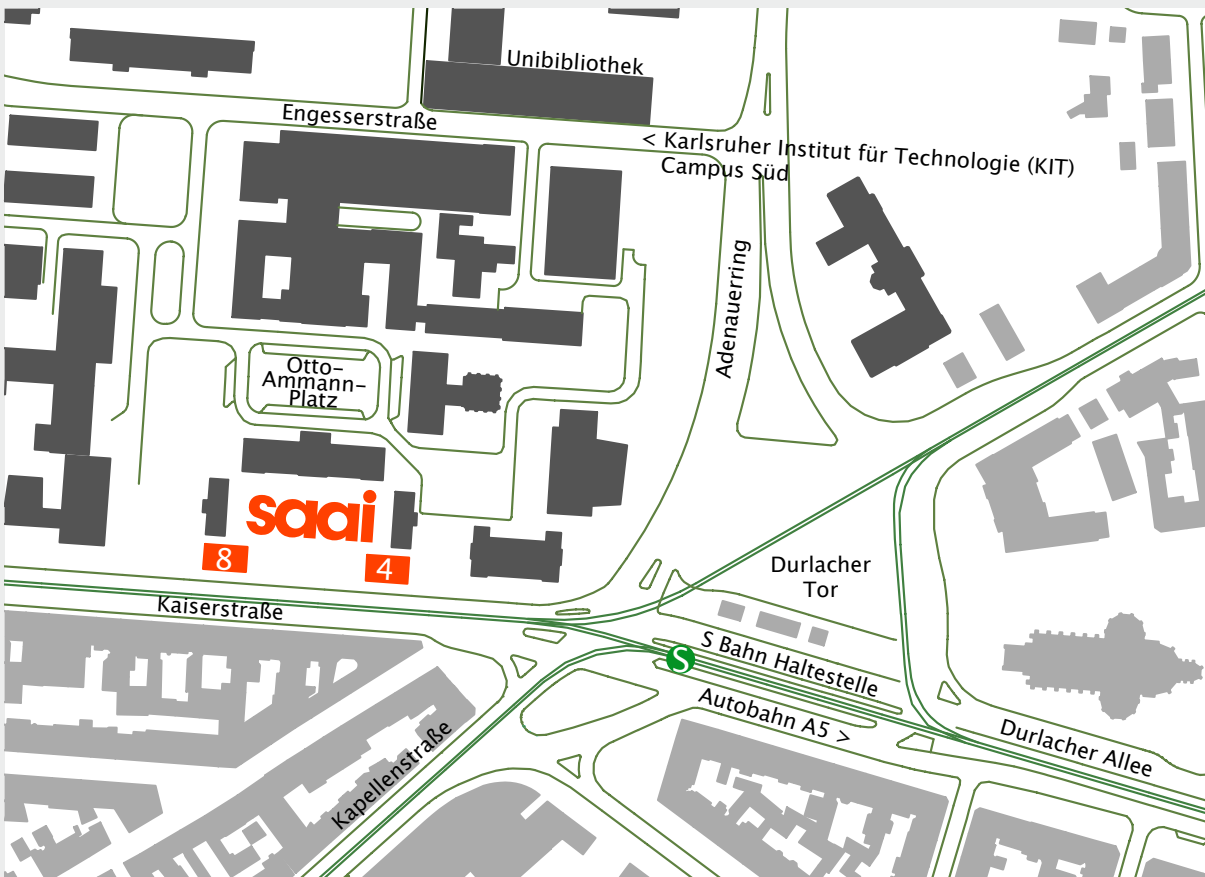 Unibibliothek
Engesserstraße
< Karlsruher Institut für Technologie (KIT)
Campus Süd
Adenauerring
Otto–
Ammann–
Platz
saai
8
4
Durlacher
Tor
Kaiserstraße
S
S Bahn Haltestelle
Autobahn A5 >
Durlacher Allee
Kapellenstraße